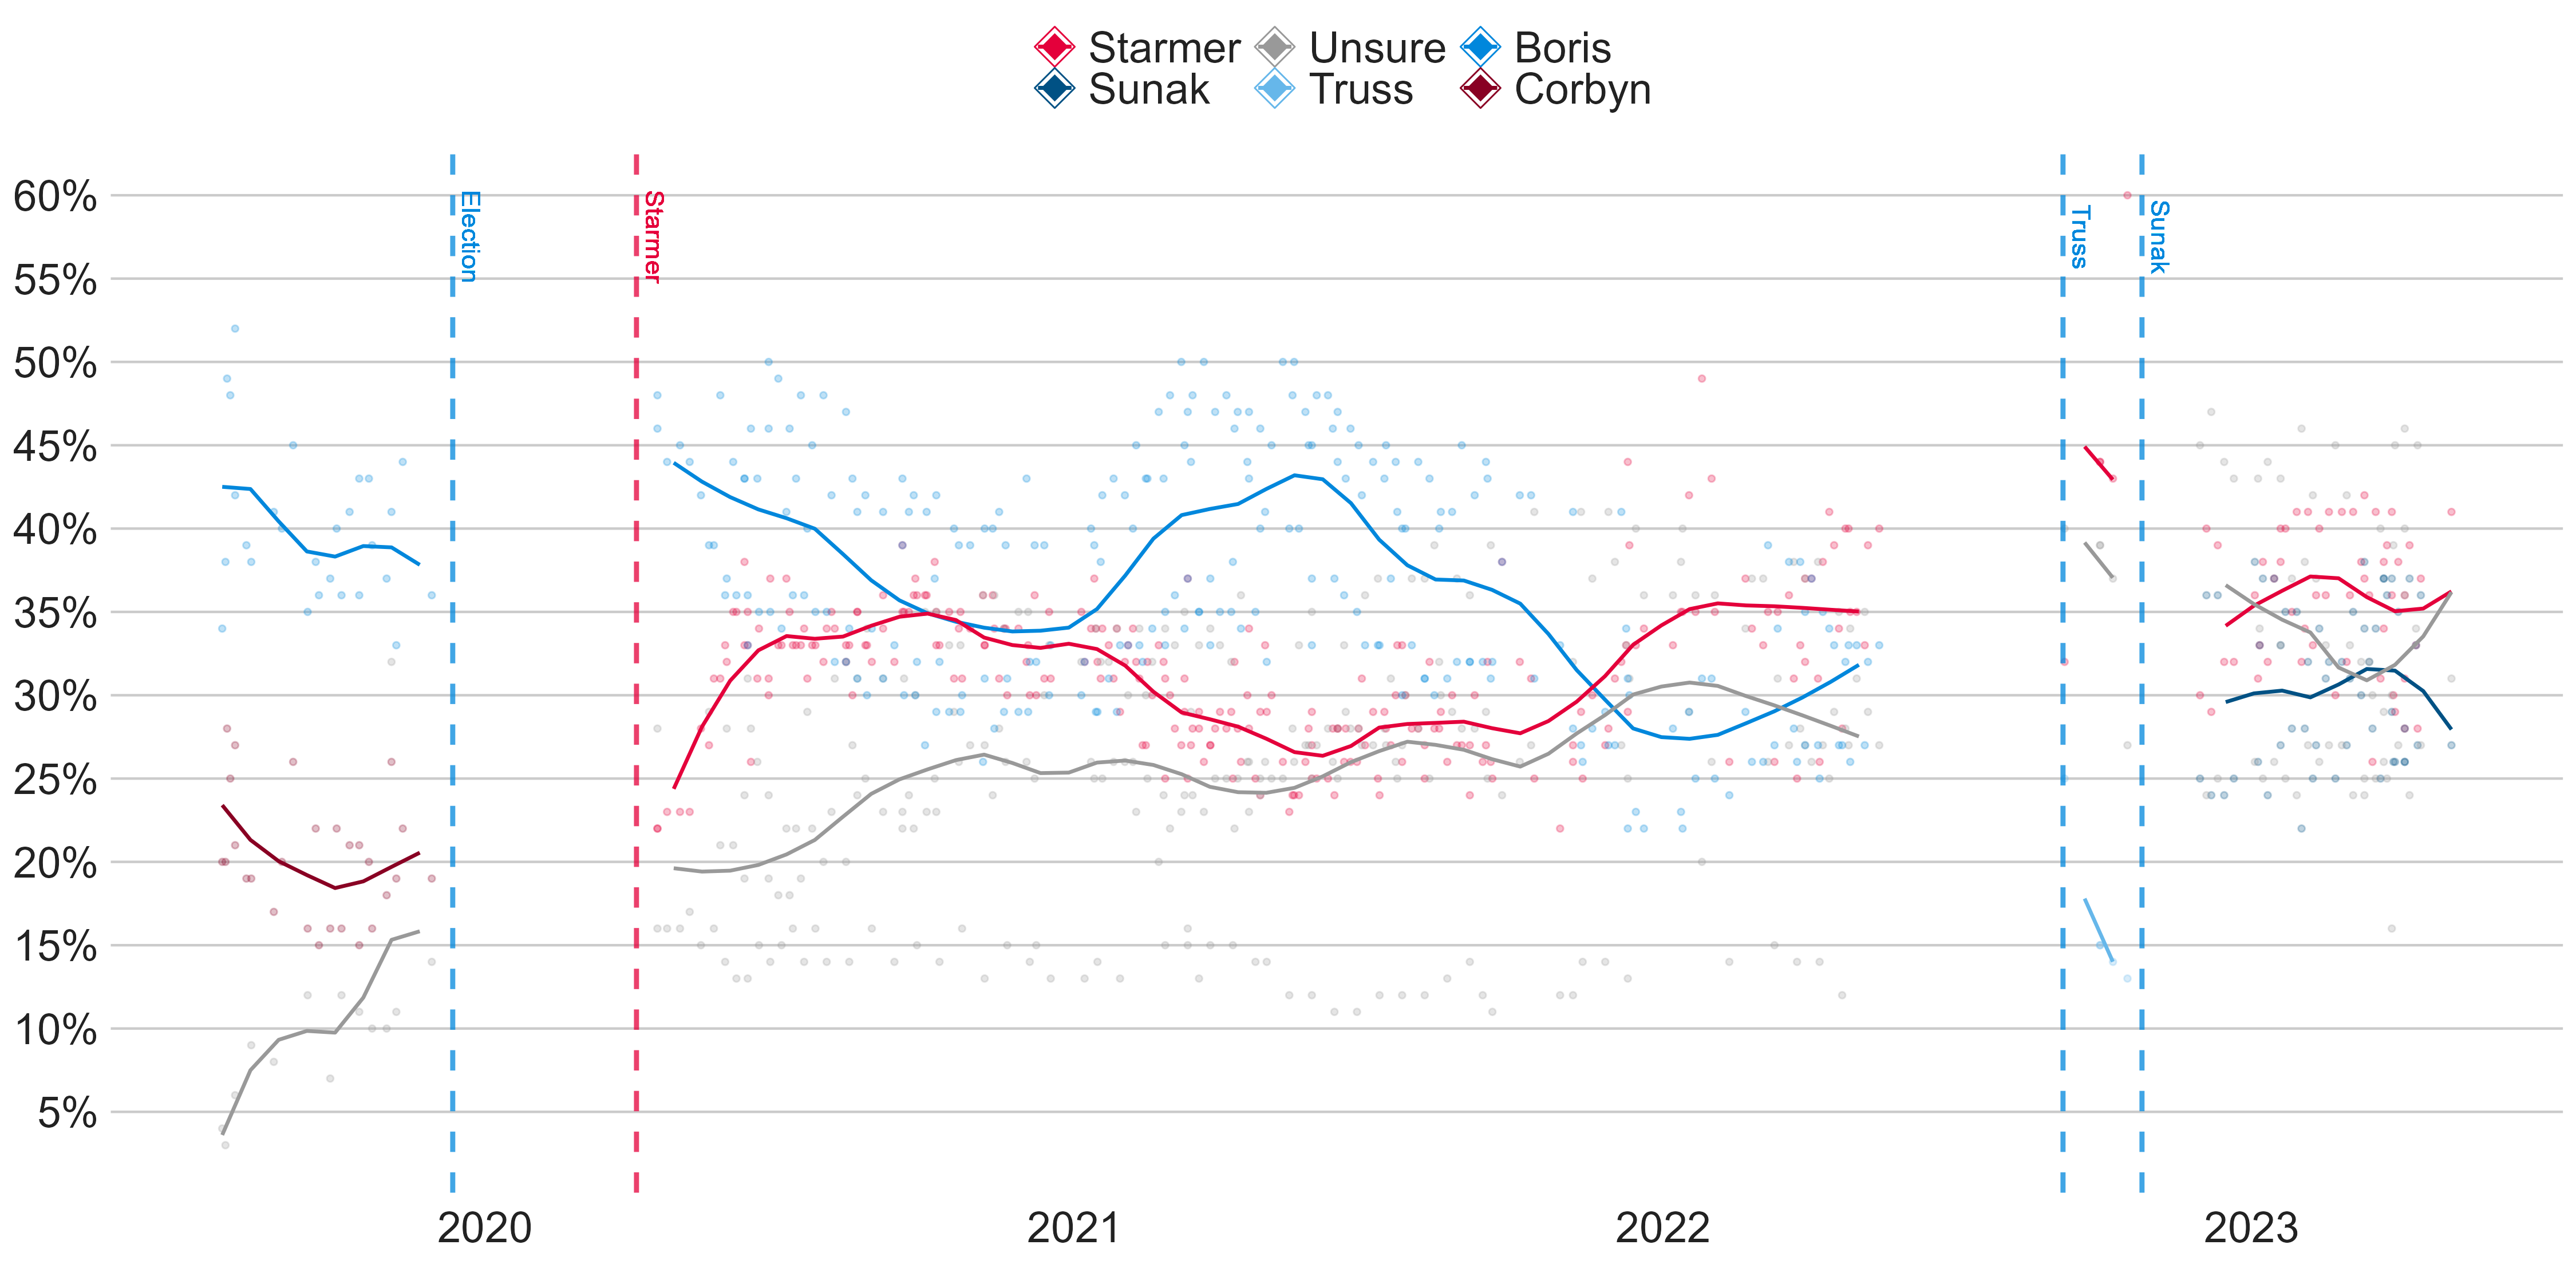 Starmer Unsure Boris
Sunak Truss Corbyn
60%
55%
50%
45%
40%
35%
30%
25%
20%
15%
10%
5%
Election
Starmer
Truss
Sunak
2020 2021 2022 2023